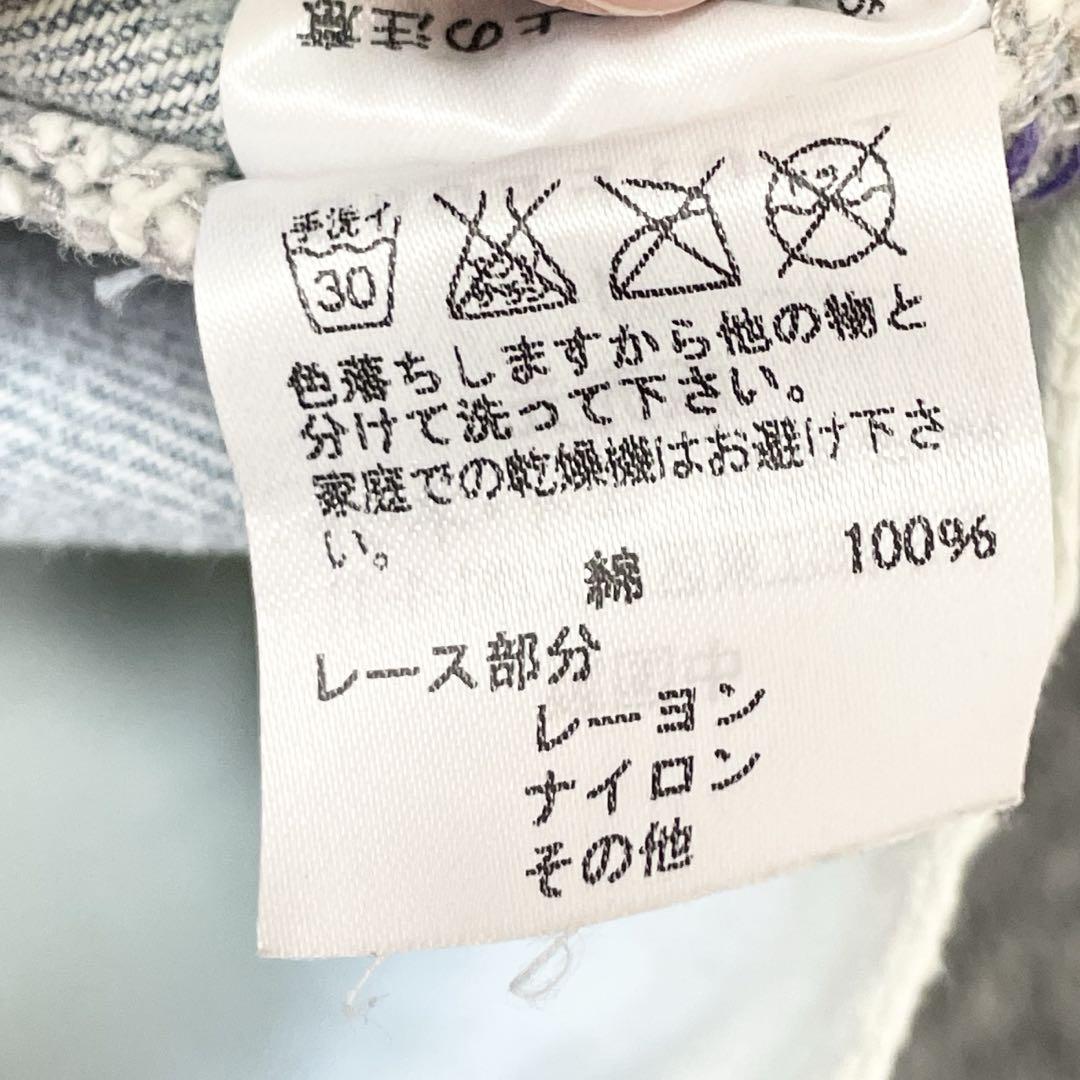 手洗イ
30
色落ちしますから他の物と
分けて洗って下さい。
家庭での乾燥機はお避け下さ
い。
綿 100%
レース部分
レーヨン
ナイロン
その他